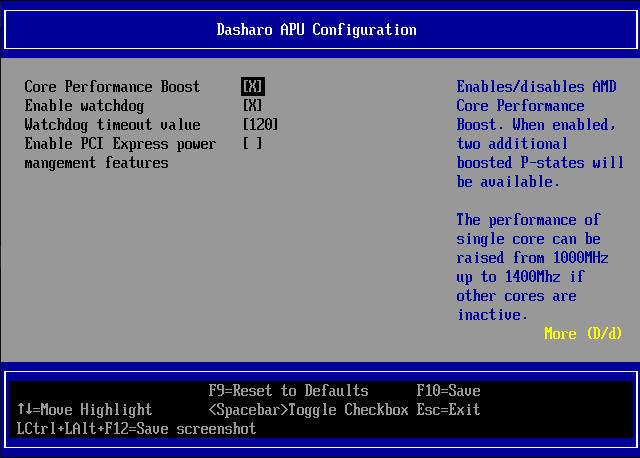 Dasharo APU Configuration
Core Performance Boost [X]
Enable watchdog [X]
Watchdog timeout value [120]
Enable PCI Express power [ ]
mangement features
Enables/disables AMD
Core Performance
Boost. When enabled,
two additional
boosted P-states will
be available.
The performance of
single core can be
raised from 1000MHz
up to 1400Mhz if
other cores are
inactive.
More (D/d)
F9=Reset to Defaults F10=Save
↑↓=Move Highlight <Spacebar>Toggle Checkbox Esc=Exit
LCtrl+LAlt+F12=Save screenshot